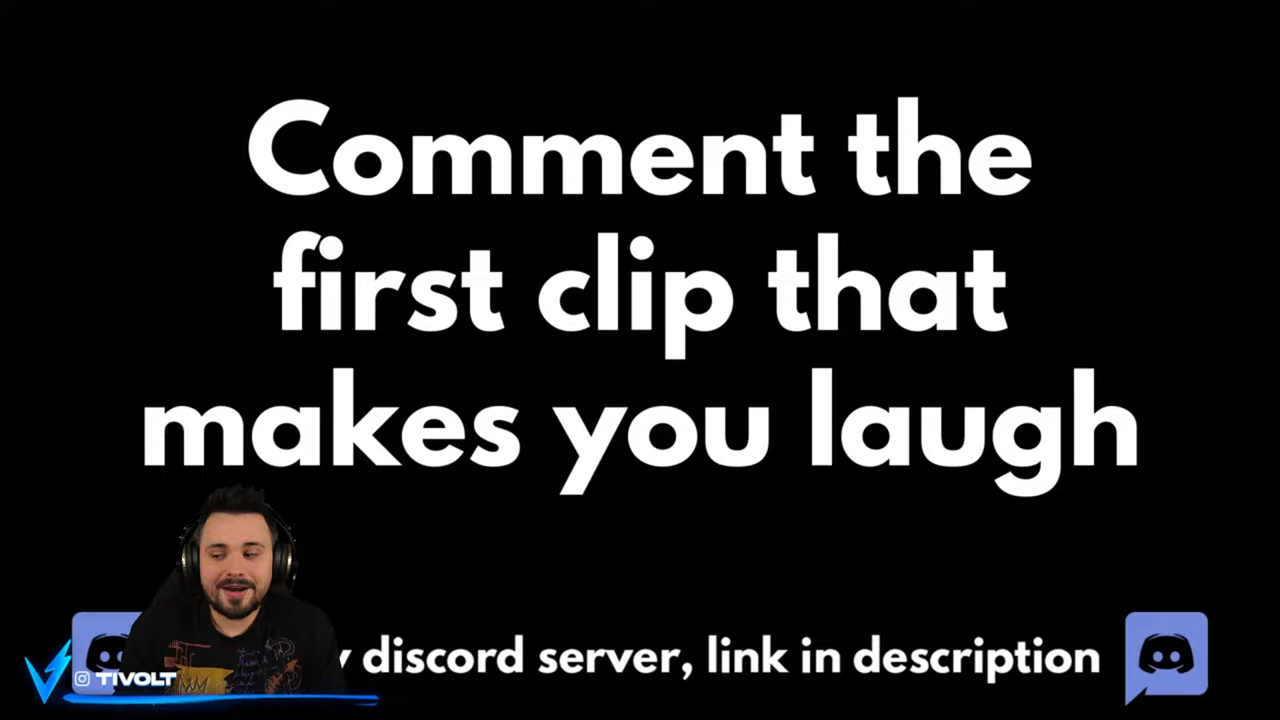 Comment the
first clip that
makes you laugh
discord server, link in description
TIVOLT